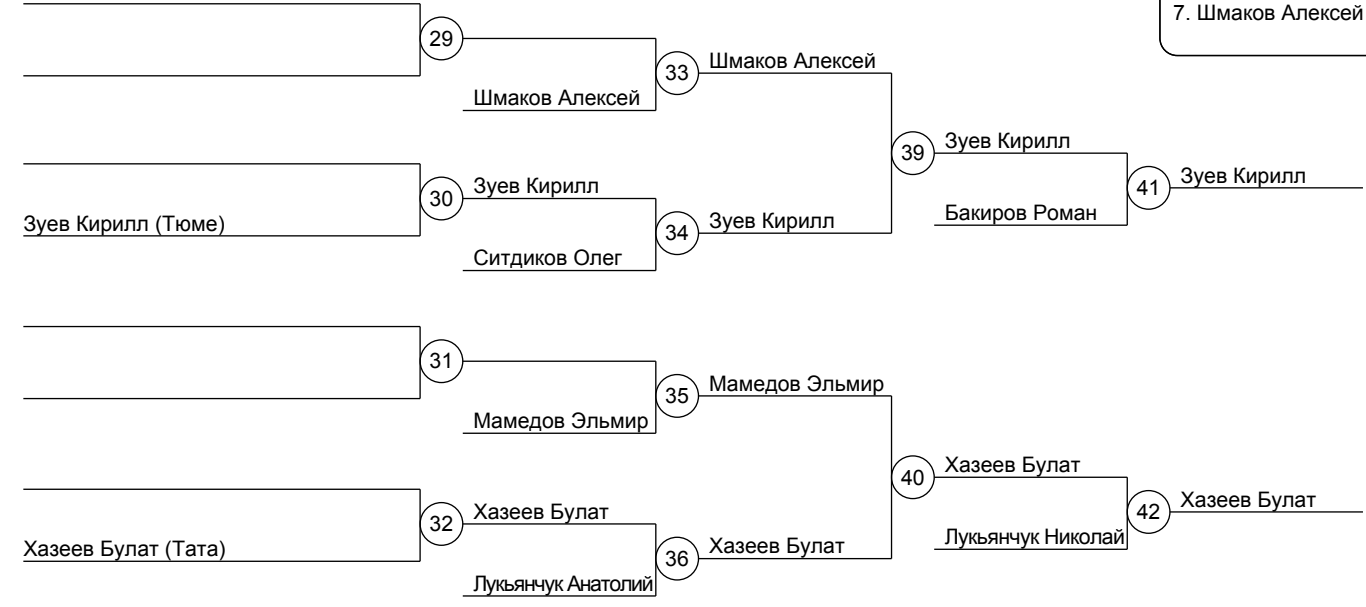 7. Шмаков Алексей
29
Шмаков Алексей
33
Шмаков Алексей
Зуев Кирилл (Тюме)
30
Зуев Кирилл
Ситдиков Олег
34
Зуев Кирилл
39
Зуев Кирилл
Бакиров Роман
41
Зуев Кирилл
31
Мамедов Эльмир
35
Мамедов Эльмир
Хазеев Булат (Тата)
32
Хазеев Булат
Лукьянчук Анатолий
36
Хазеев Булат
40
Хазеев Булат
Лукьянчук Николай
42
Хазеев Булат